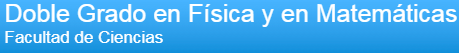 Doble Grado en Física y en Matemáticas
Facultad de Ciencias